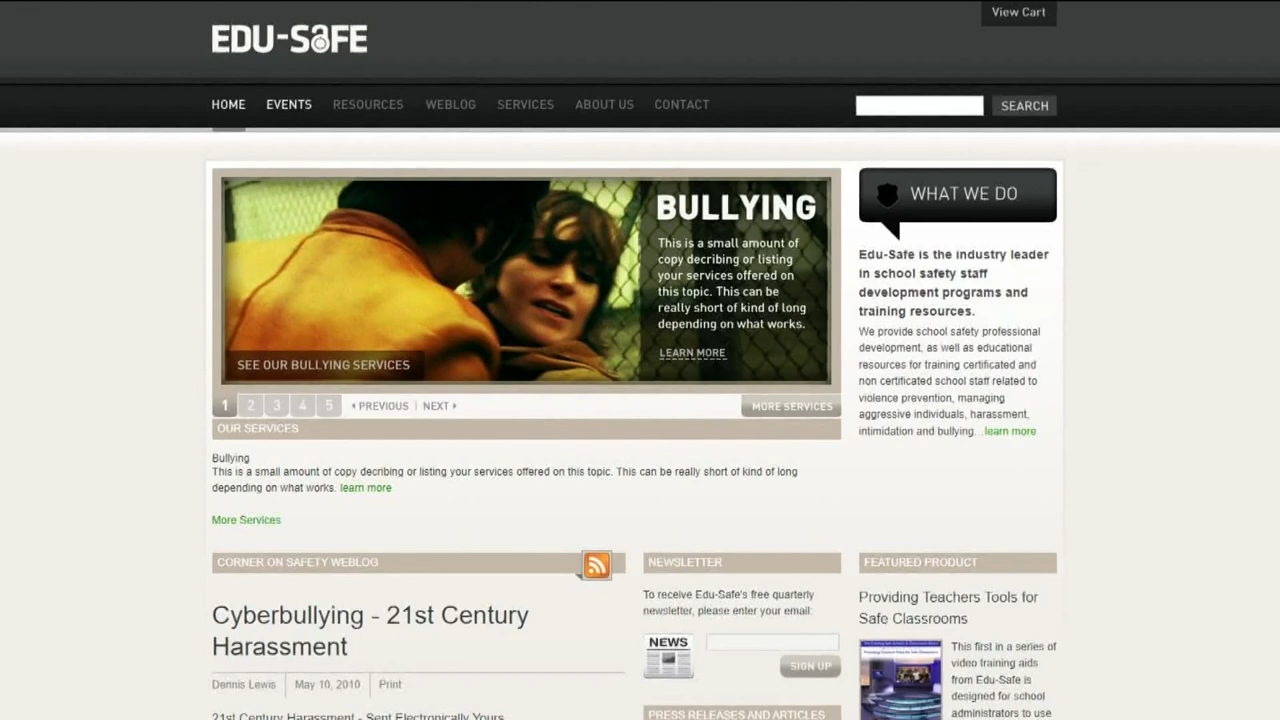 View Cart
EDU-SAFE
HOME EVENTS RESOURCES WEBLOG SERVICES ABOUT US CONTACT
SEARCH
BULLYING
This is a small amount of
copy decribing or listing
your services offered on
this topic. This can be
really short of kind of long
depending on what works.
LEARN MORE
SEE OUR BULLYING SERVICES
1 2 3 4 5 PREVIOUS | NEXT
MORE SERVICES
WHAT WE DO
Edu-Safe is the industry leader
in school safety staff
development programs and
training resources.
We provide school safety professional
development, as well as educational
resources for training certificated and
non certificated school staff related to
violence prevention, managing
aggressive individuals, harassment,
intimidation and bullying. ..learn more
OUR SERVICES
Bullying
This is a small amount of copy decribing or listing your services offered on this topic. This can be really short of kind of long
depending on what works. learn more
More Services
CORNER ON SAFETY WEBLOG
Cyberbullying - 21st Century
Harassment
Dennis Lewis May 10, 2010 Print
21st Century Harassment - Sent Electronically Yours
NEWSLETTER
To receive Edu-Safe's free quarterly
newsletter, please enter your email:
NEWS
SIGN UP
PRESS RELEASES AND ARTICLES
FEATURED PRODUCT
Providing Teachers Tools for
Safe Classrooms
This first in a series of
video training aids
from Edu-Safe is
designed for school
administrators to use